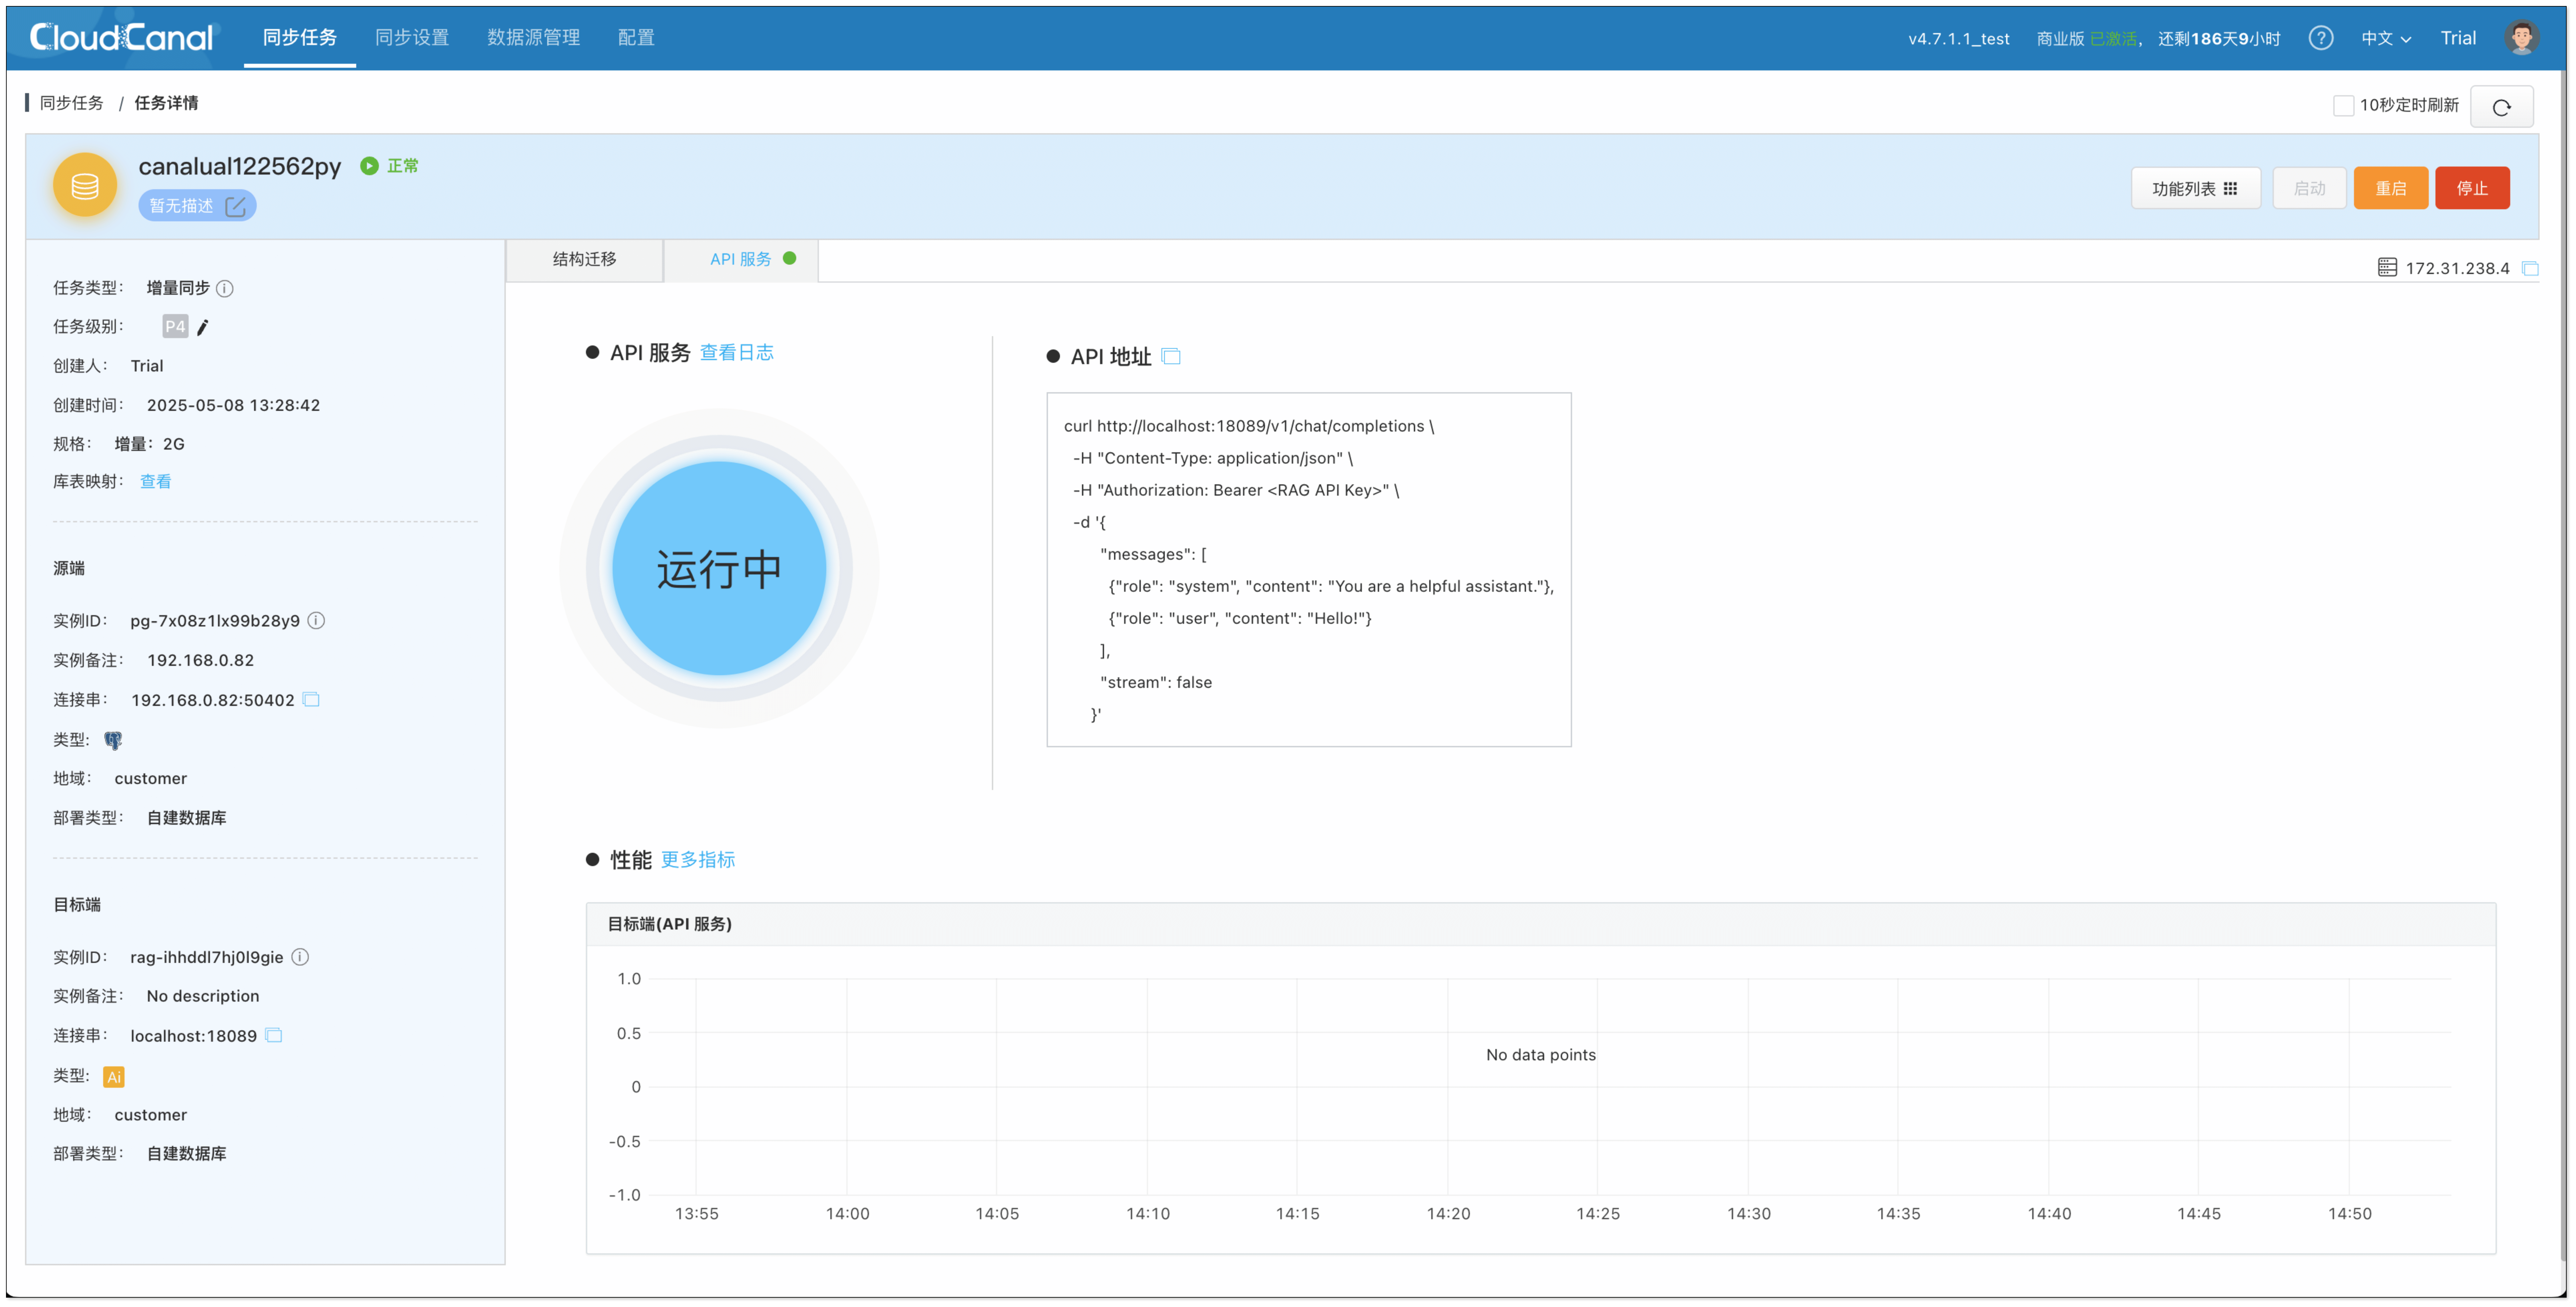 CloudCanal 同步任务 同步设置 数据源管理 配置 v4.7.1.1_test 商业版 已激活， 还剩186天9小时 ? 中文 Trial
同步任务 / 任务详情 10秒定时刷新
canalual122562py 正常
暂无描述
功能列表 启动 重启 停止
结构迁移 API 服务 172.31.238.4
任务类型： 增量同步
任务级别： P4
创建人： Trial
创建时间： 2025-05-08 13:28:42
规格： 增量：2G
库表映射： 查看
源端
实例ID： pg-7x08z1lx99b28y9
实例备注： 192.168.0.82
连接串： 192.168.0.82:50402
类型:
地域： customer
部署类型： 自建数据库
目标端
实例ID： rag-ihhddl7hj0l9gie
实例备注： No description
连接串： localhost:18089
类型: Ai
地域： customer
部署类型： 自建数据库
API 服务 查看日志
运行中
API 地址
curl http://localhost:18089/v1/chat/completions \
-H "Content-Type: application/json" \
-H "Authorization: Bearer <RAG API Key>" \
-d '{
"messages": [
{"role": "system", "content": "You are a helpful assistant."},
{"role": "user", "content": "Hello!"}
],
"stream": false
}'
性能 更多指标
目标端(API 服务)
1.0
0.5
No data points
0
-0.5
-1.0
13:55 14:00 14:05 14:10 14:15 14:20 14:25 14:30 14:35 14:40 14:45 14:50